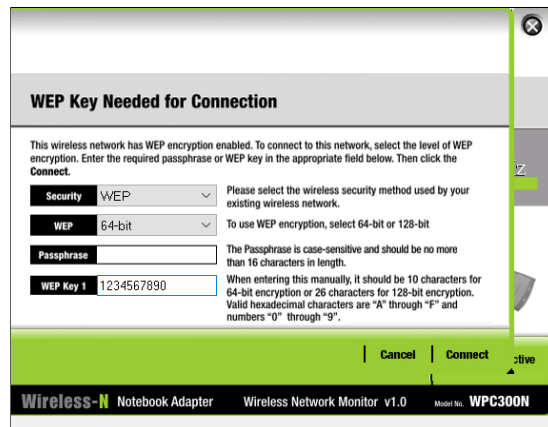 WEP Key Needed for Connection
This wireless network has WEP encryption enabled. To connect to this network, select the level of WEP
encryption. Enter the required passphrase or WEP key in the appropriate field below. Then click the
Connect.
Security WEP
Please select the wireless security method used by your
existing wireless network.
WEP 64-bit
To use WEP encryption, select 64-bit or 128-bit
Passphrase
The Passphrase is case-sensitive and should be no more
than 16 characters in length.
WEP Key 1 1234567890
When entering this manually, it should be 10 characters for
64-bit encryption or 26 characters for 128-bit encryption.
Valid hexadecimal characters are “A” through “F” and
numbers “0” through “9”.
Cancel Connect
Wireless-N Notebook Adapter Wireless Network Monitor v1.0 Model No. WPC300N